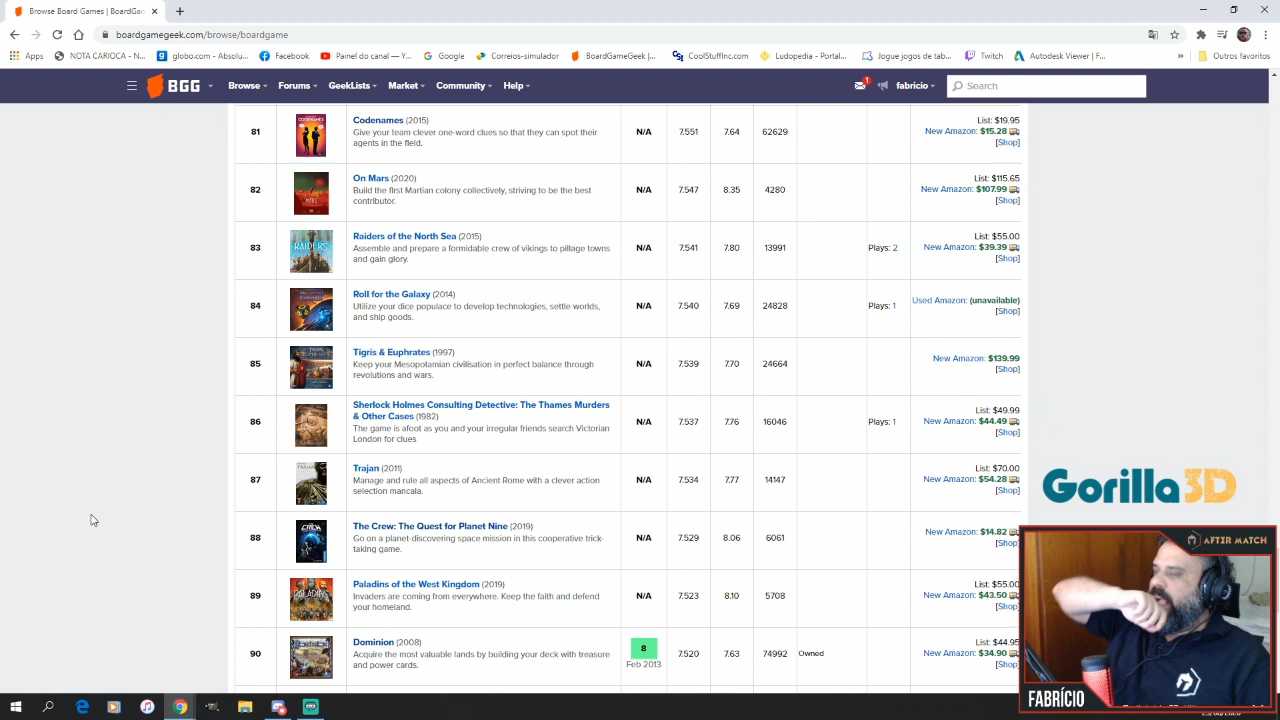 Browse boardgames | BoardGam
boardgamegeek.com/browse/boardgame
Apps NOTA CARIOCA - N... globo.com - Absolut... Facebook Painel do canal — Y... Google Correios-simulador BoardGameGeek | G... CoolStuffInc.com Ludopedia - Portal... Jogue jogos de tab... Twitch Autodesk Viewer | F... » Outros favoritos
BGG Browse Forums GeekLists Market Community Help 1 fabricio Search
81 Codenames (2015) N/A 7.551 7.64 62629 List: $19.95
Give your team clever one-word clues so that they can spot their New Amazon: $15.28
agents in the field. [Shop]
82 On Mars (2020) N/A 7.547 8.35 4280 List: $115.65
Build the first Martian colony collectively, striving to be the best New Amazon: $107.99
contributor. [Shop]
83 Raiders of the North Sea (2015) N/A 7.541 7.80 13991 Plays: 2 List: $55.00
Assemble and prepare a formidable crew of vikings to pillage towns New Amazon: $39.39
and gain glory. [Shop]
84 Roll for the Galaxy (2014) N/A 7.540 7.69 24828 Plays: 1 Used Amazon: (unavailable)
Utilize your dice populace to develop technologies, settle worlds, [Shop]
and ship goods.
85 Tigris & Euphrates (1997) N/A 7.539 7.70 24664 New Amazon: $139.99
Keep your Mesopotamian civilisation in perfect balance through [Shop]
revolutions and wars.
86 Sherlock Holmes Consulting Detective: The Thames Murders N/A 7.537 7.76 16046 Plays: 1 List: $49.99
& Other Cases (1982) New Amazon: $44.49
The game is afoot as you and your irregular friends search Victorian [Shop]
London for clues
87 Trajan (2011) N/A 7.534 7.77 14147 List: $70.00
Manage and rule all aspects of Ancient Rome with a clever action New Amazon: $54.28
selection mancala. [Shop]
88 The Crew: The Quest for Planet Nine (2019) N/A 7.529 8.06 6061 New Amazon: $14.82
Go on a planet-discovering space mission in this cooperative trick- [Shop]
taking game.
89 Paladins of the West Kingdom (2019) N/A 7.523 8.10 5708 List: $55.00
Invaders are coming from everywhere. Keep the faith and defend New Amazon: $43.50
your homeland. [Shop]
90 Dominion (2008) 8 7.520 7.63 74992 Owned List: $44.95
Acquire the most valuable lands by building your deck with treasure Feb 2013 New Amazon: $34.90
and power cards. [Shop]
Gorilla3D
AFTER MATCH
FABRÍCIO